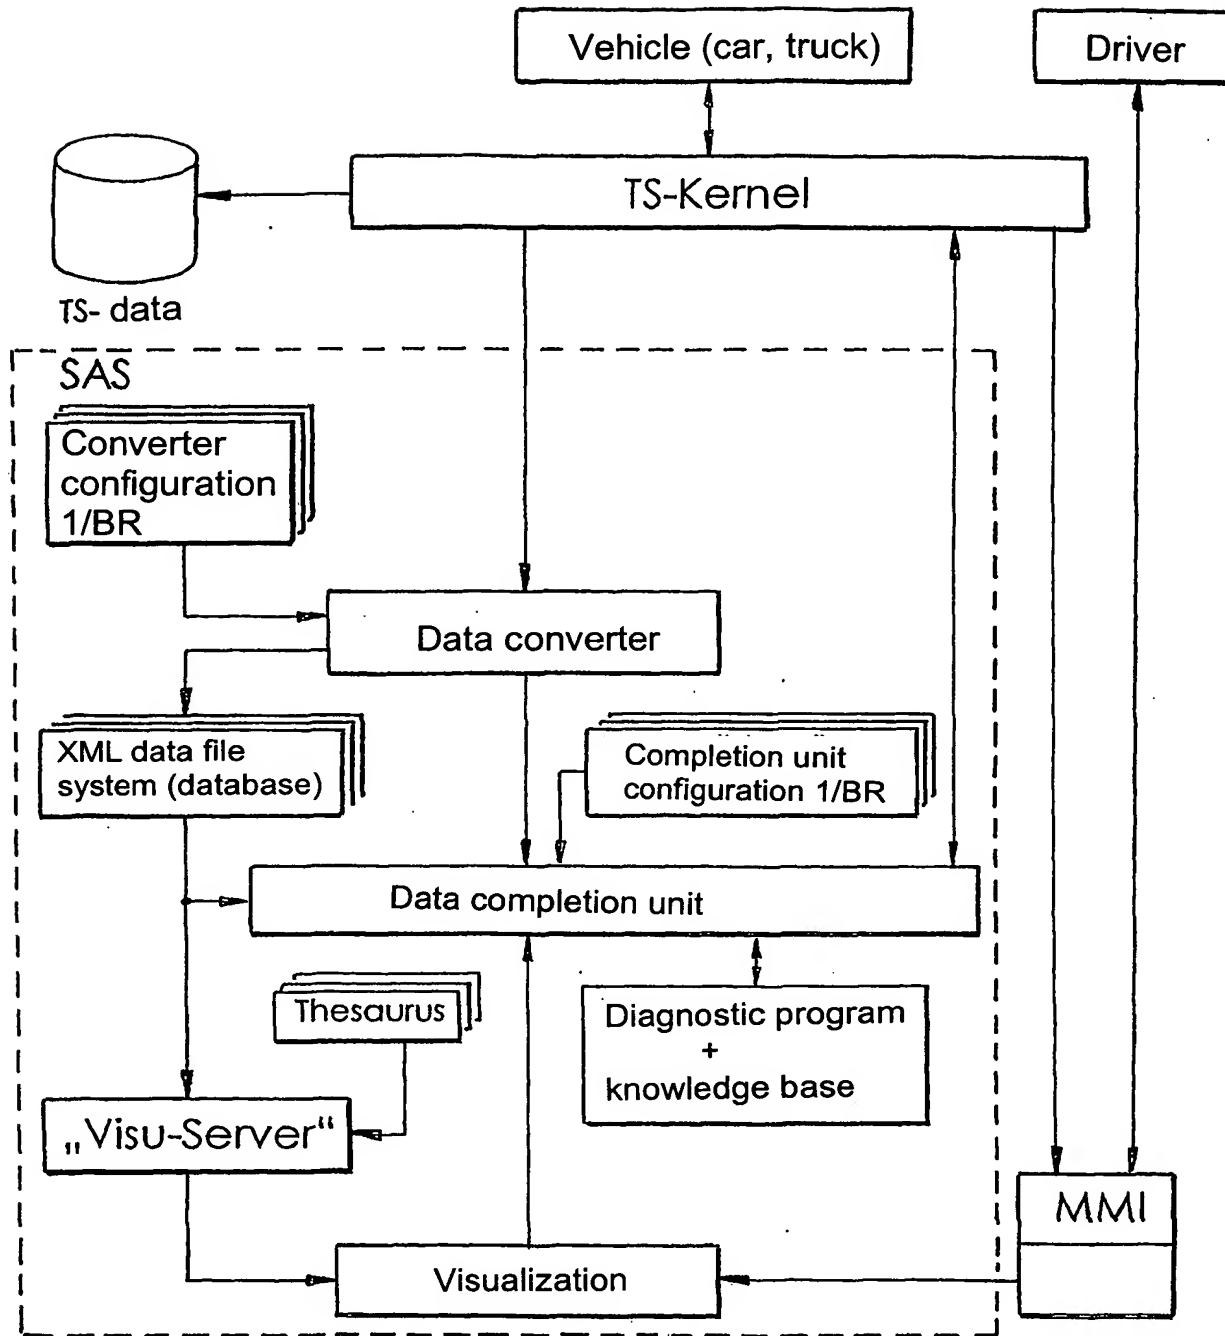 Vehicle (car, truck)
Driver
TS-Kernel
TS- data
SAS
Converter
configuration
1/BR
Data converter
XML data file
system (database)
Completion unit
configuration 1/BR
Data completion unit
Thesaurus
Diagnostic program
+
knowledge base
„Visu-Server“
MMI
Visualization